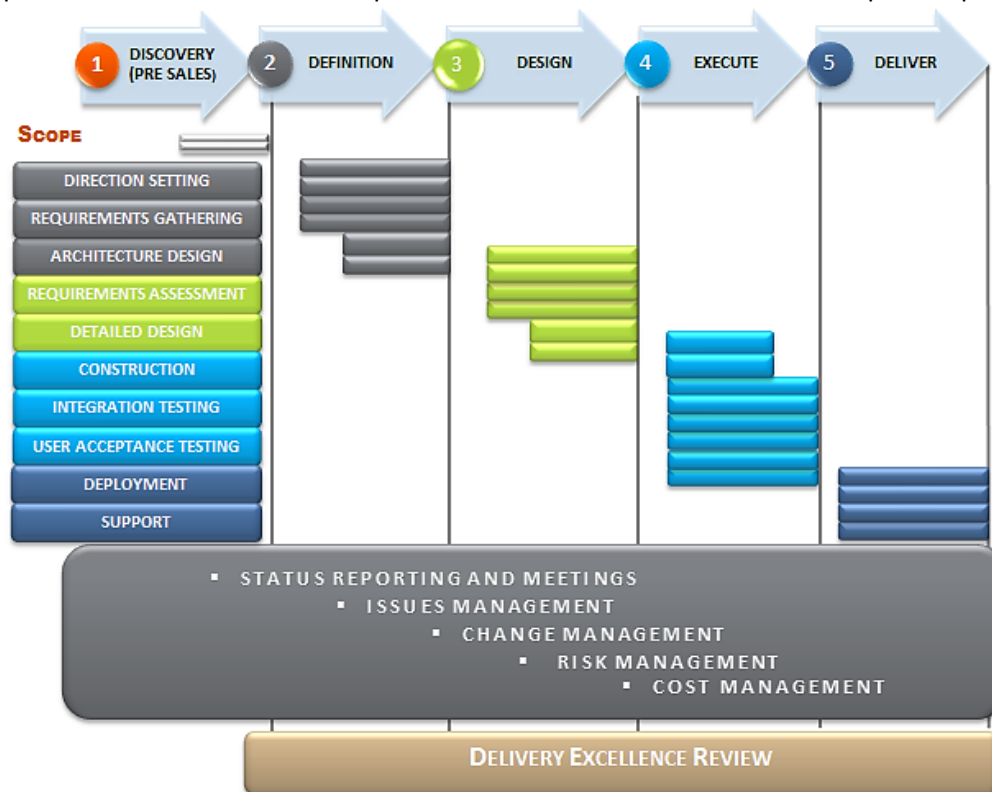 1 DISCOVERY
(PRE SALES)
2 DEFINITION
3 DESIGN
4 EXECUTE
5 DELIVER
SCOPE
DIRECTION SETTING
REQUIREMENTS GATHERING
ARCHITECTURE DESIGN
REQUIREMENTS ASSESSMENT
DETAILED DESIGN
CONSTRUCTION
INTEGRATION TESTING
USER ACCEPTANCE TESTING
DEPLOYMENT
SUPPORT
▪ STATUS REPORTING AND MEETINGS
▪ ISSUES MANAGEMENT
▪ CHANGE MANAGEMENT
▪ RISK MANAGEMENT
▪ COST MANAGEMENT
DELIVERY EXCELLENCE REVIEW